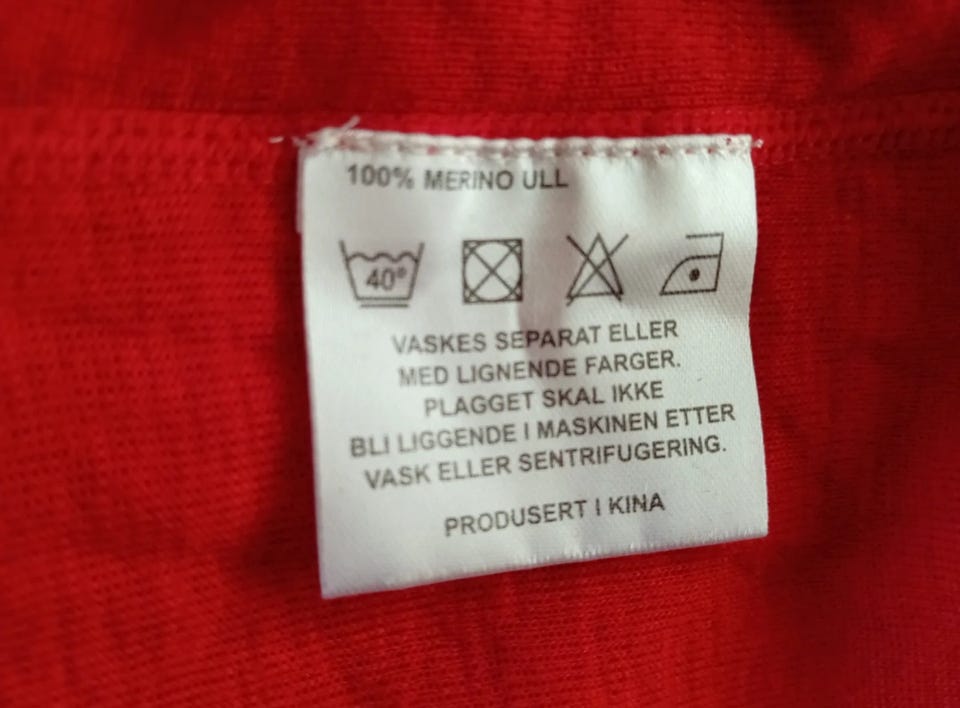 100% MERINO ULL
40°
VASKES SEPARAT ELLER
MED LIGNENDE FARGER.
PLAGGET SKAL IKKE
BLI LIGGENDE I MASKINEN ETTER
VASK ELLER SENTRIFUGERING.
PRODUSERT I KINA